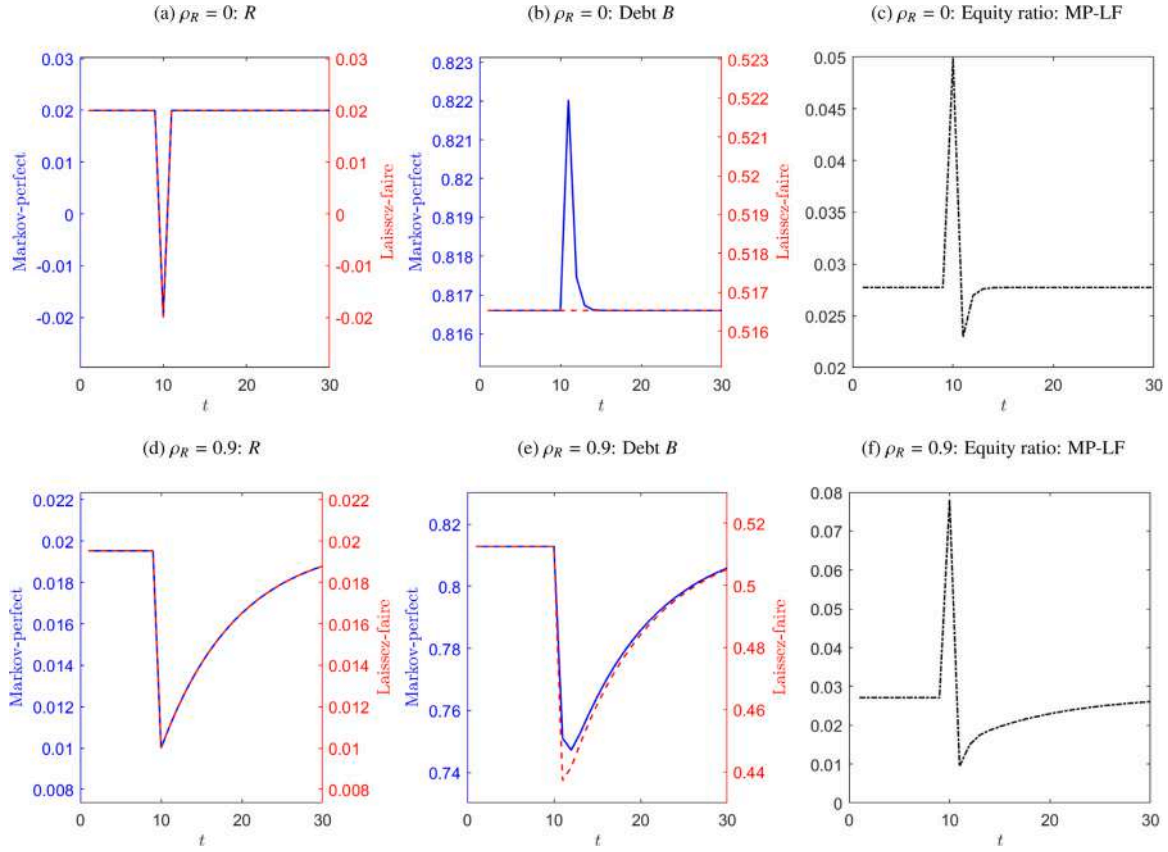 (a) ρ_R = 0: R
(b) ρ_R = 0: Debt B
(c) ρ_R = 0: Equity ratio: MP-LF
Markov-perfect
0.03
0.02
0.01
0
-0.01
-0.02
0.03
0.02
0.01
0
-0.01
-0.02
Laissez-faire
0 10 20 30
t
Markov-perfect
0.823
0.822
0.821
0.82
0.819
0.818
0.817
0.816
0.523
0.522
0.521
0.520
0.519
0.518
0.517
0.516
Laissez-faire
0 10 20 30
t
0.05
0.045
0.04
0.035
0.03
0.025
0.02
0 10 20 30
t
(d) ρ_R = 0.9: R
(e) ρ_R = 0.9: Debt B
(f) ρ_R = 0.9: Equity ratio: MP-LF
Markov-perfect
0.022
0.02
0.018
0.016
0.014
0.012
0.01
0.008
0.022
0.02
0.018
0.016
0.014
0.012
0.01
0.008
Laissez-faire
0 10 20 30
t
Markov-perfect
0.82
0.8
0.78
0.76
0.74
0.52
0.5
0.48
0.46
0.44
Laissez-faire
0 10 20 30
t
0.08
0.07
0.06
0.05
0.04
0.03
0.02
0.01
0
0 10 20 30
t